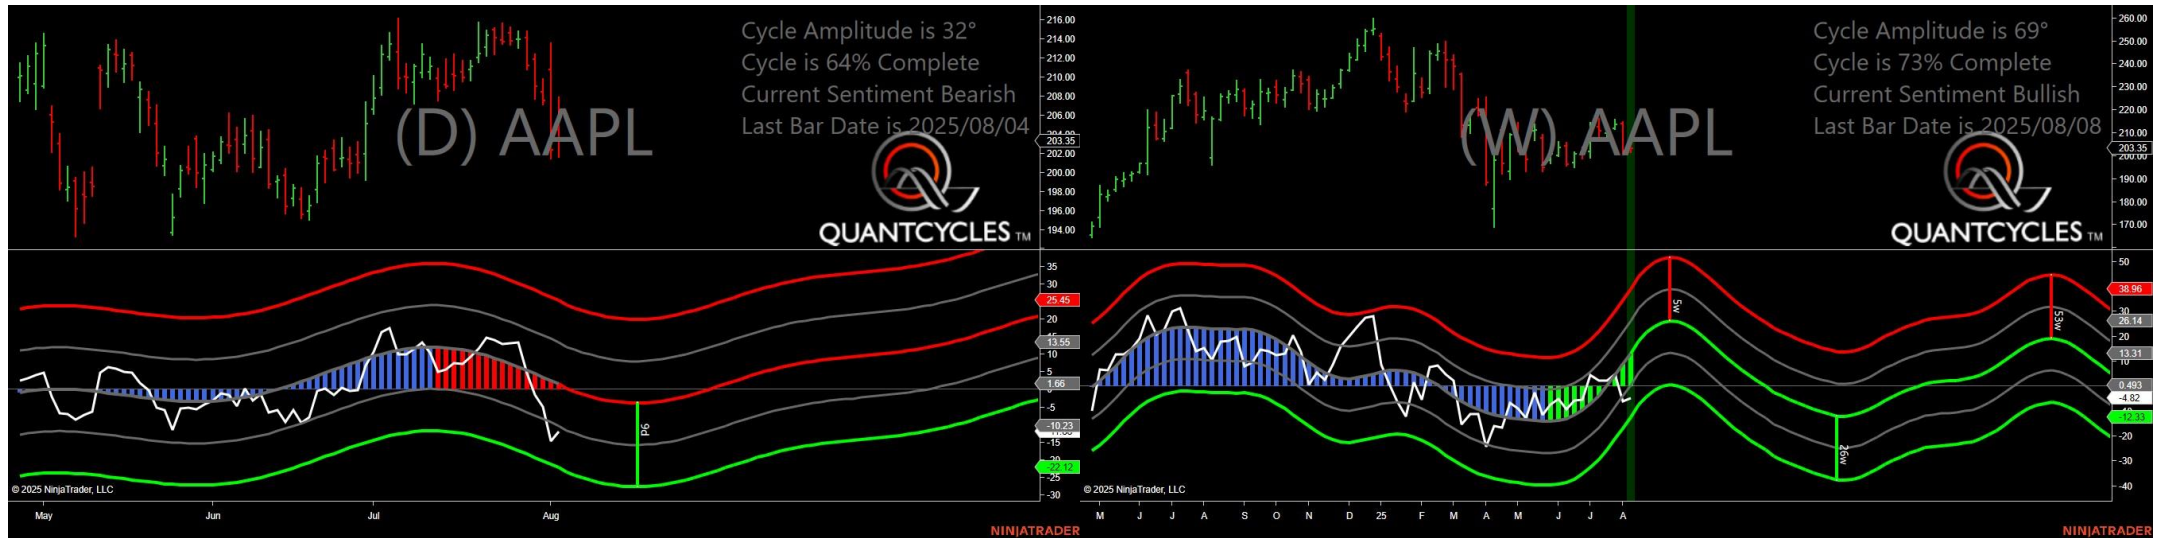 Cycle Amplitude is 32°
Cycle is 64% Complete
Current Sentiment Bearish
Last Bar Date is 2025/08/04
(D) AAPL
QUANTCYCLES TM
216.00
214.00
212.00
210.00
208.00
206.00
203.35
202.00
200.00
198.00
196.00
194.00
35
30
25.45
20
13.55
10
5
1.66
-5
-10.23
-15
-22.12
-25
-30
9d
© 2025 NinjaTrader, LLC
May
Jun
Jul
Aug
NINJATRADER
Cycle Amplitude is 69°
Cycle is 73% Complete
Current Sentiment Bullish
Last Bar Date is 2025/08/08
(W) AAPL
QUANTCYCLES TM
260.00
250.00
240.00
230.00
220.00
210.00
203.35
200.00
190.00
180.00
170.00
50
38.96
30
26.14
20
13.31
0.493
-4.82
-12.33
-20
-30
-40
5w
26w
53w
© 2025 NinjaTrader, LLC
M J J A S O N D 25 F M A M J J A
NINJATRADER